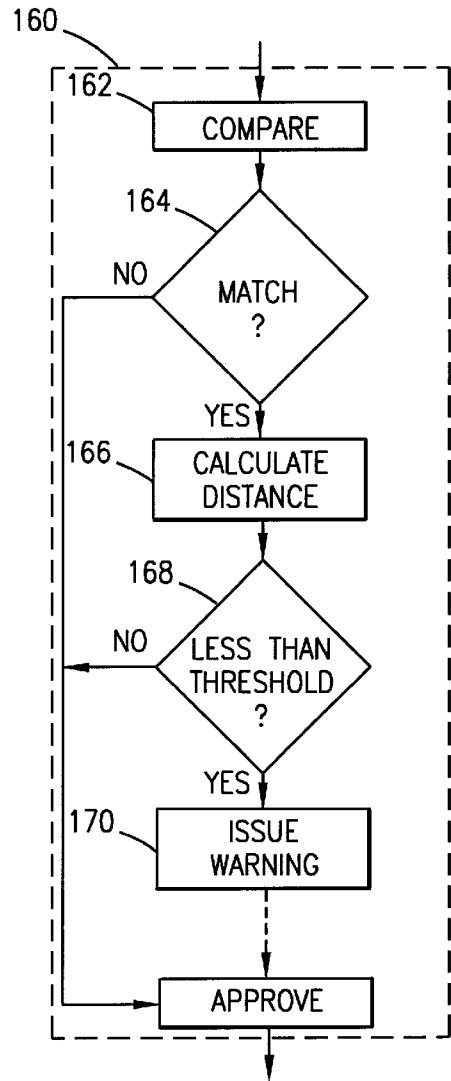 160
162
COMPARE
164
NO
MATCH
?
YES
166
CALCULATE
DISTANCE
168
NO
LESS THAN
THRESHOLD
?
YES
170
ISSUE
WARNING
APPROVE